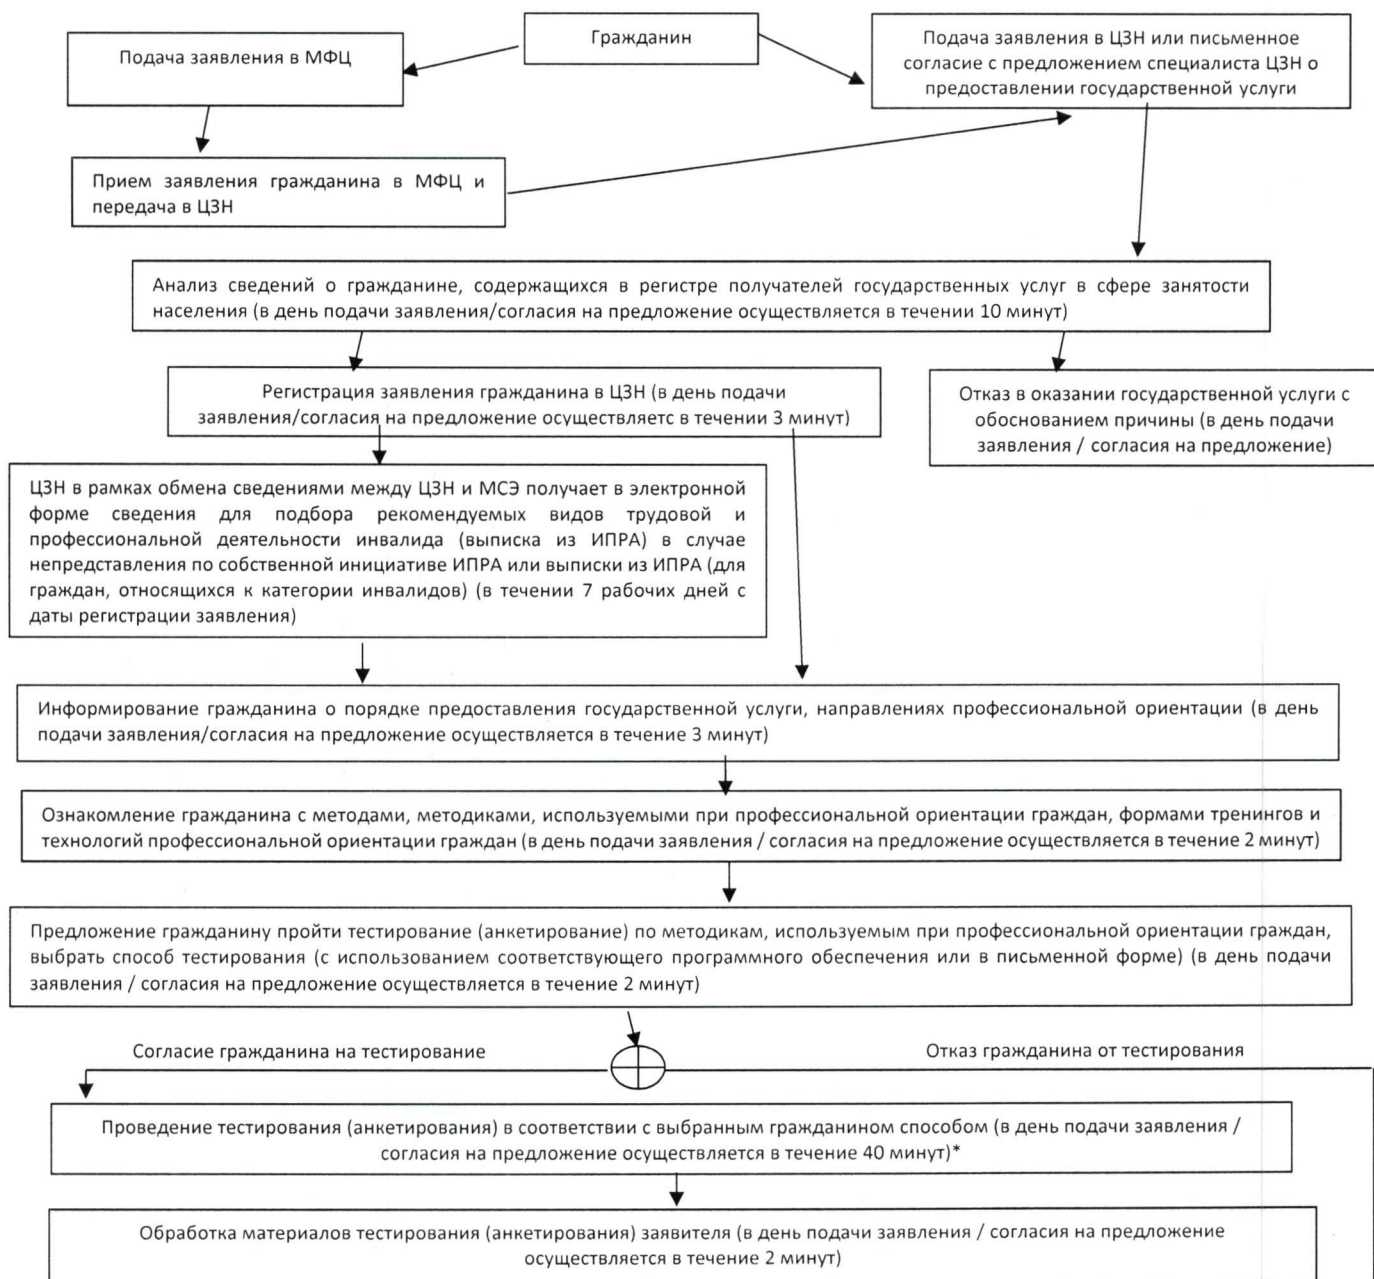 Гражданин
Подача заявления в МФЦ
Подача заявления в ЦЗН или письменное
согласие с предложением специалиста ЦЗН о
предоставлении государственной услуги
Прием заявления гражданина в МФЦ и
передача в ЦЗН
Анализ сведений о гражданине, содержащихся в регистре получателей государственных услуг в сфере занятости
населения (в день подачи заявления/согласия на предложение осуществляется в течении 10 минут)
Регистрация заявления гражданина в ЦЗН (в день подачи
заявления/согласия на предложение осуществляетс в течении 3 минут)
Отказ в оказании государственной услуги с
обоснованием причины (в день подачи
заявления / согласия на предложение)
ЦЗН в рамках обмена сведениями между ЦЗН и МСЭ получает в электронной
форме сведения для подбора рекомендуемых видов трудовой и
профессиональной деятельности инвалида (выписка из ИПРА) в случае
непредставления по собственной инициативе ИПРА или выписки из ИПРА (для
граждан, относящихся к категории инвалидов) (в течении 7 рабочих дней с
даты регистрации заявления)
Информирование гражданина о порядке предоставления государственной услуги, направлениях профессиональной ориентации (в день
подачи заявления/согласия на предложение осуществляется в течение 3 минут)
Ознакомление гражданина с методами, методиками, используемыми при профессиональной ориентации граждан, формами тренингов и
технологий профессиональной ориентации граждан (в день подачи заявления / согласия на предложение осуществляется в течение 2 минут)
Предложение гражданину пройти тестирование (анкетирование) по методикам, используемым при профессиональной ориентации граждан,
выбрать способ тестирования (с использованием соответствующего программного обеспечения или в письменной форме) (в день подачи
заявления / согласия на предложение осуществляется в течение 2 минут)
Согласие гражданина на тестирование
Отказ гражданина от тестирования
Проведение тестирования (анкетирования) в соответствии с выбранным гражданином способом (в день подачи заявления /
согласия на предложение осуществляется в течение 40 минут)*
Обработка материалов тестирования (анкетирования) заявителя (в день подачи заявления / согласия на предложение
осуществляется в течение 2 минут)